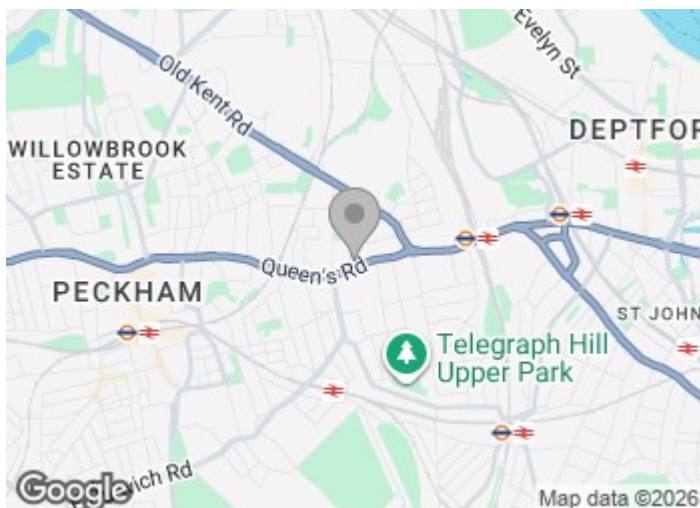 Evelyn St
Old Kent Rd
DEPTFOR
WILLOWBROOK
ESTATE
Queen's Rd
PECKHAM
ST JOHN
Telegraph Hill
Upper Park
Rd
Google
Map data ©2026